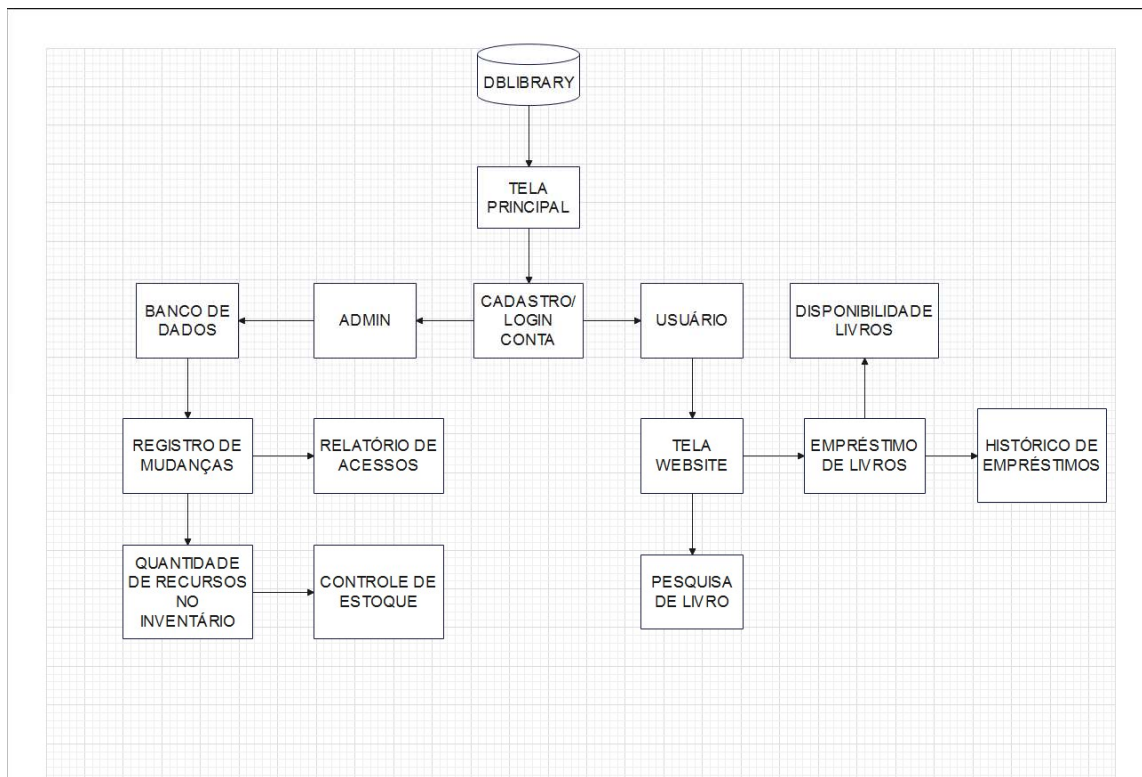 DBLIBRARY
TELA
PRINCIPAL
BANCO DE
DADOS
ADMIN
CADASTRO/
LOGIN
CONTA
USUÁRIO
DISPONIBILIDADE
LIVROS
REGISTRO DE
MUDANÇAS
RELATÓRIO DE
ACESSOS
TELA
WEBSITE
EMPRÉSTIMO
DE LIVROS
HISTÓRICO DE
EMPRÉSTIMOS
QUANTIDADE
DE RECURSOS
NO
INVENTÁRIO
CONTROLE DE
ESTOQUE
PESQUISA
DE LIVRO